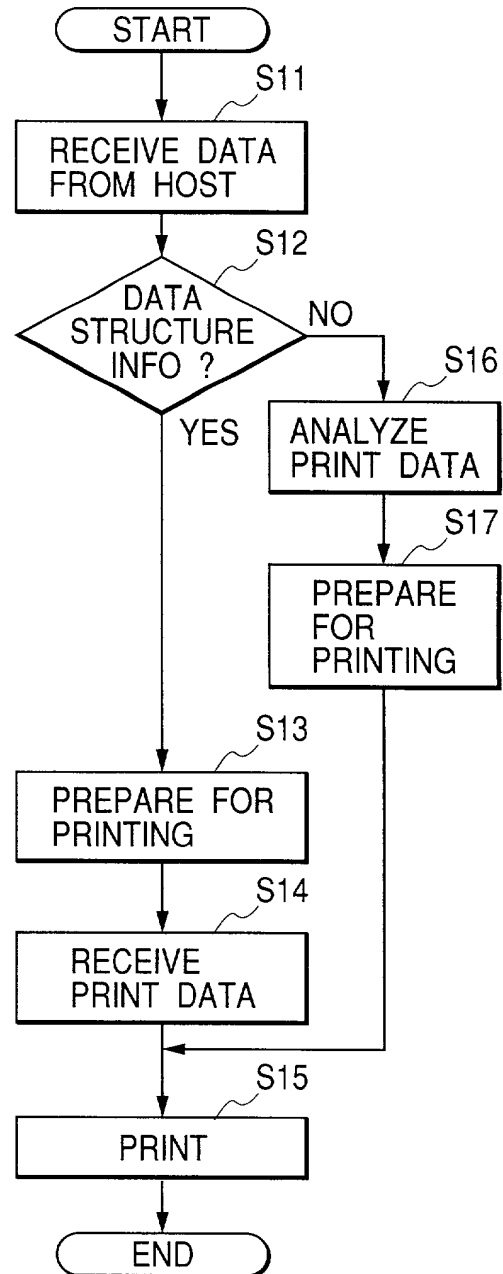 START
S11
RECEIVE DATA
FROM HOST
S12
DATA
STRUCTURE
INFO ?
NO
YES
S16
ANALYZE
PRINT DATA
S17
PREPARE
FOR
PRINTING
S13
PREPARE FOR
PRINTING
S14
RECEIVE
PRINT DATA
S15
PRINT
END